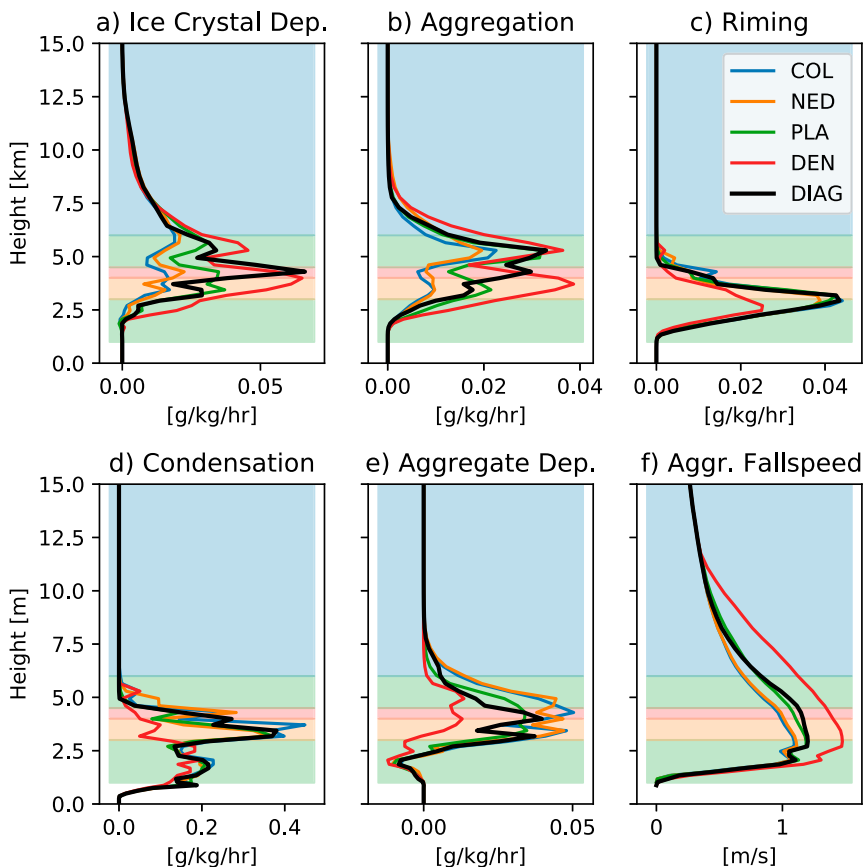 a) Ice Crystal Dep.
b) Aggregation
c) Riming
15.0
12.5
10.0
7.5
5.0
2.5
0.0
Height [km]
COL
NED
PLA
DEN
DIAG
0.00 0.05
0.00 0.02 0.04
0.00 0.02 0.04
[g/kg/hr]
[g/kg/hr]
[g/kg/hr]
d) Condensation
e) Aggregate Dep.
f) Aggr. Fallspeed
15.0
12.5
10.0
7.5
5.0
2.5
0.0
Height [m]
0.0 0.2 0.4
0.00 0.05
0 1
[g/kg/hr]
[g/kg/hr]
[m/s]